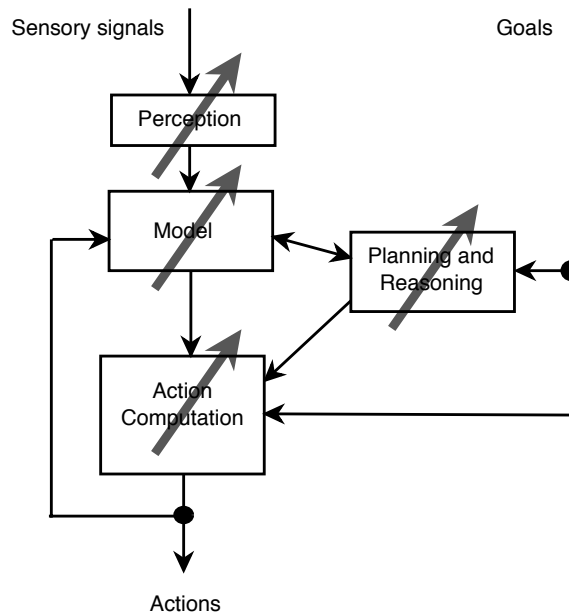 Sensory signals
Goals
Perception
Model
Planning and
Reasoning
Action
Computation
Actions